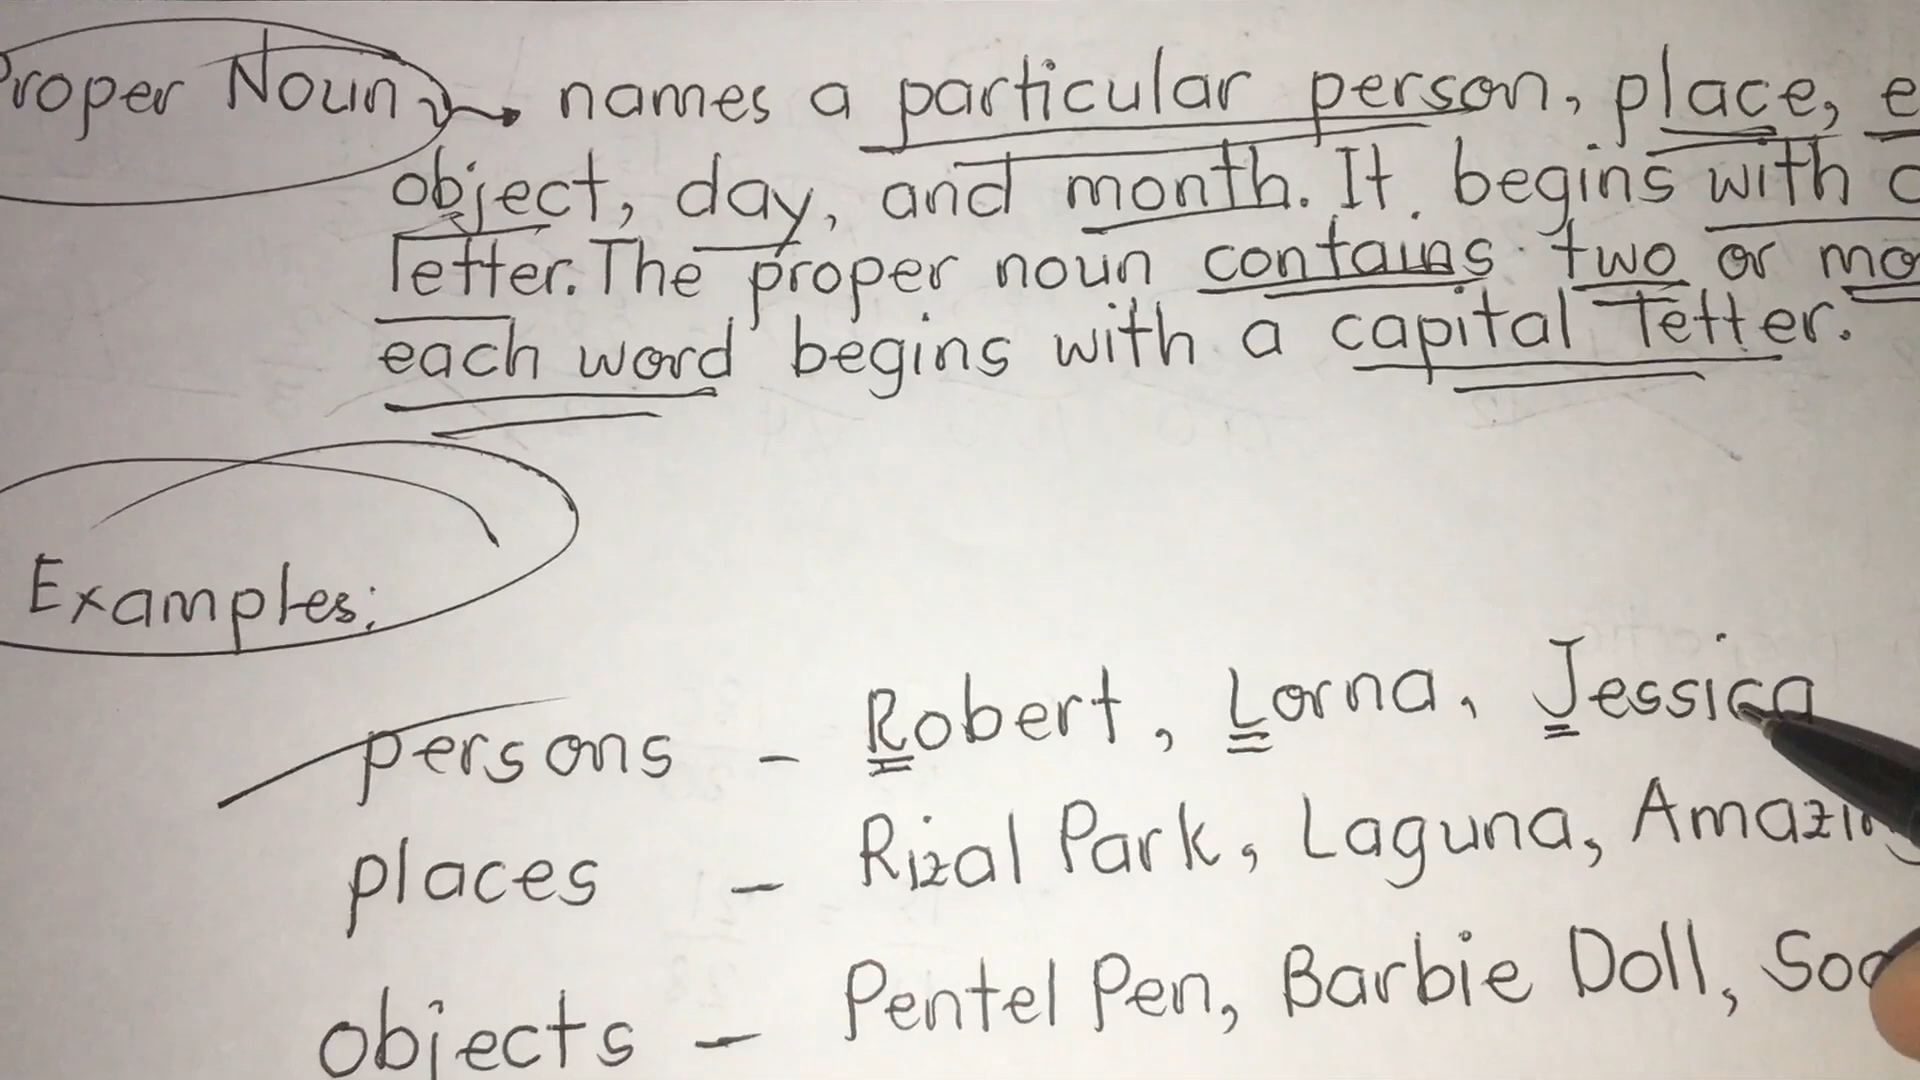 Proper Noun → names a particular person, place,
object, day, and month. It begins with
letter. The proper noun contains two or
each word begins with a capital letter.
Examples:
persons - Robert, Lorna, Jessica
places - Rizal Park, Laguna,
objects - Pentel Pen, Barbie Doll,